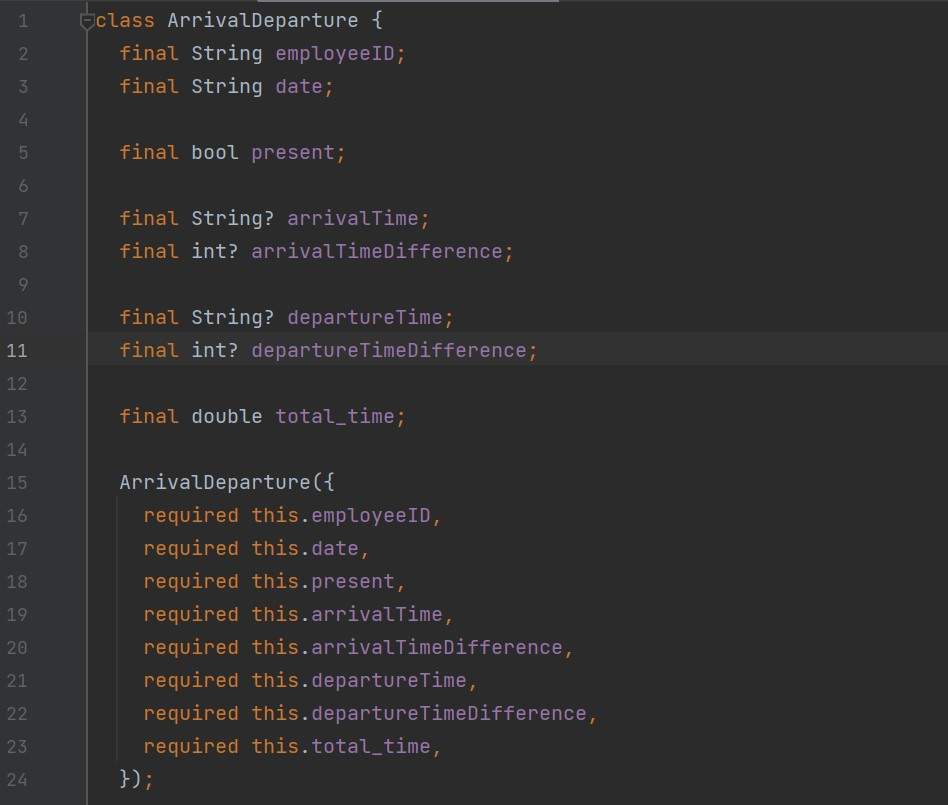 1 class ArrivalDeparture {
2 final String employeeID;
3 final String date;
4
5 final bool present;
6
7 final String? arrivalTime;
8 final int? arrivalTimeDifference;
9
10 final String? departureTime;
11 final int? departureTimeDifference;
12
13 final double total_time;
14
15 ArrivalDeparture({
16 required this.employeeID,
17 required this.date,
18 required this.present,
19 required this.arrivalTime,
20 required this.arrivalTimeDifference,
21 required this.departureTime,
22 required this.departureTimeDifference,
23 required this.total_time,
24 });